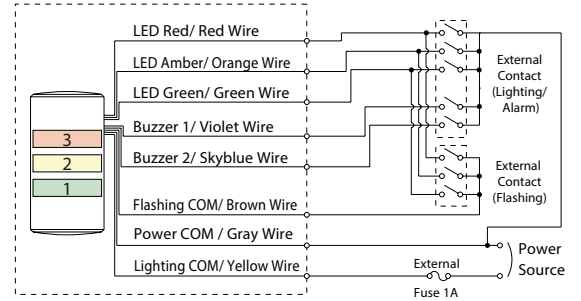 LED Red/ Red Wire
LED Amber/ Orange Wire
LED Green/ Green Wire
Buzzer 1/ Violet Wire
Buzzer 2/ Skyblue Wire
Flashing COM/ Brown Wire
Power COM / Gray Wire
Lighting COM/ Yellow Wire
3
2
1
External
Contact
(Lighting/
Alarm)
External
Contact
(Flashing)
Power
Source
External
Fuse 1A